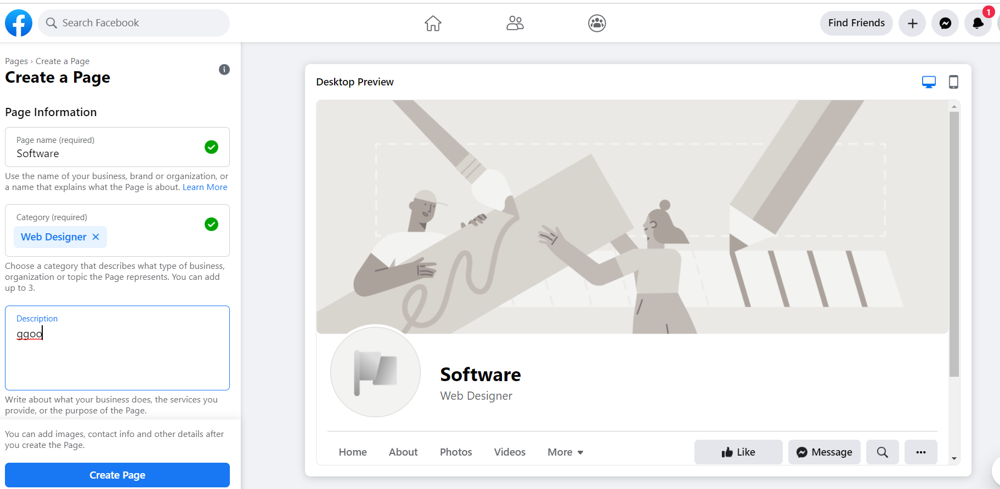 Search Facebook
Find Friends
1
Pages › Create a Page
Create a Page
Page Information
Page name (required)
Software
Use the name of your business, brand or organization, or
a name that explains what the Page is about. Learn More
Category (required)
Web Designer ×
Choose a category that describes what type of business,
organization or topic the Page represents. You can add
up to 3.
Description
ggoo
Write about what your business does, the services you
provide, or the purpose of the Page.
You can add images, contact info and other details after
you create the Page.
Create Page
Desktop Preview
Software
Web Designer
Home About Photos Videos More
Like Message